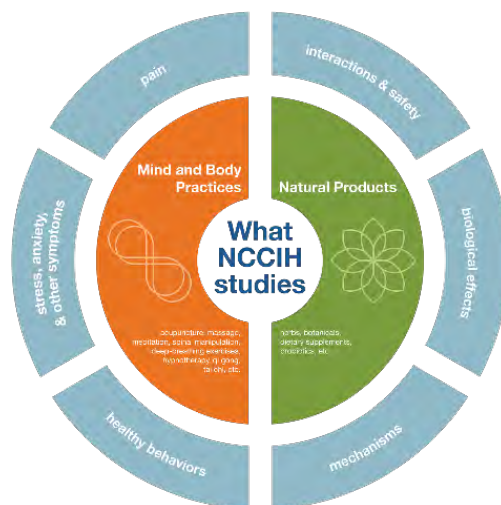 pain
interactions & safety
Mind and Body
Practices
Natural Products
stress, anxiety,
& other symptoms
What
NCCIH
studies
biological effects
acupuncture, massage,
meditation, spinal manipulation,
deep-breathing exercises,
hypnotherapy, qi gong,
tai chi, etc.
herbs, botanicals,
dietary supplements,
probiotics, etc.
healthy behaviors
mechanisms